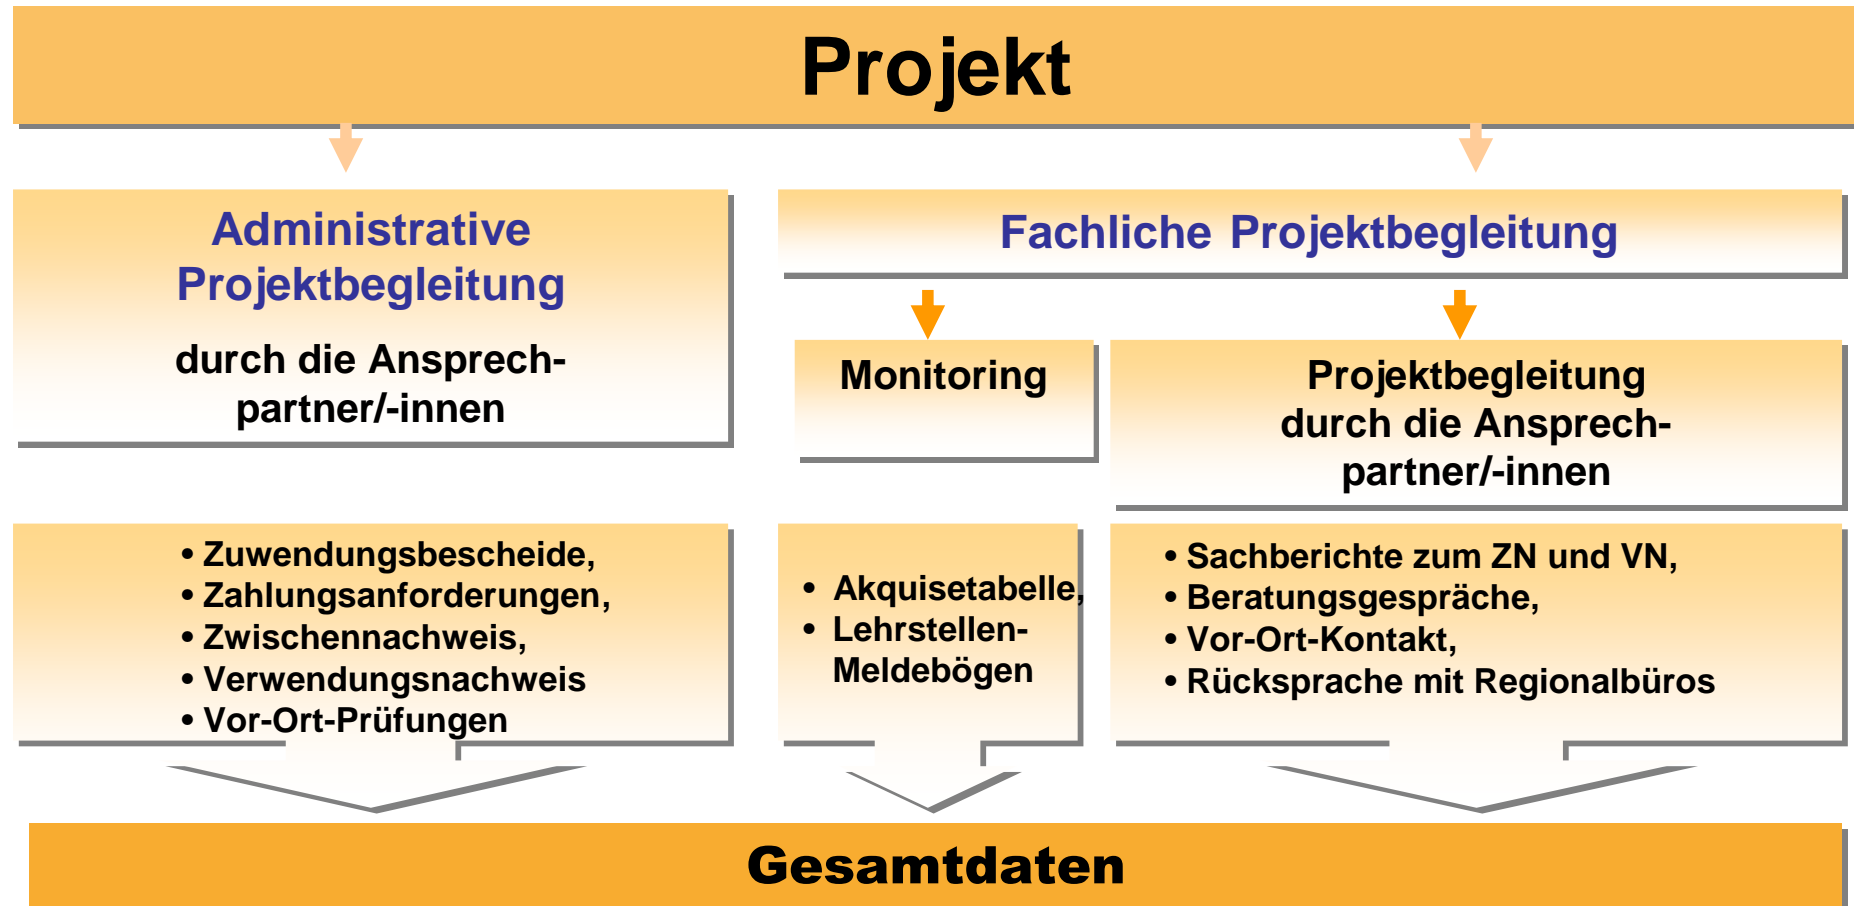 Projekt
Administrative
Projektbegleitung
durch die Ansprech-
partner/-innen
Fachliche Projektbegleitung
Monitoring
Projektbegleitung
durch die Ansprech-
partner/-innen
• Zuwendungsbescheide,
• Zahlungsanforderungen,
• Zwischennachweis,
• Verwendungsnachweis
• Vor-Ort-Prüfungen
• Akquisetabelle,
• Lehrstellen-
Meldebögen
• Sachberichte zum ZN und VN,
• Beratungsgespräche,
• Vor-Ort-Kontakt,
• Rücksprache mit Regionalbüros
Gesamtdaten